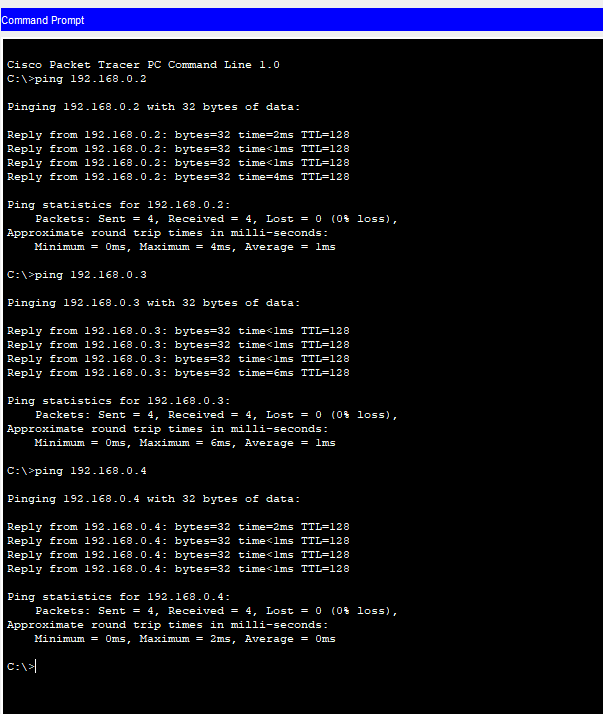 Command Prompt
Cisco Packet Tracer PC Command Line 1.0
C:\>ping 192.168.0.2
Pinging 192.168.0.2 with 32 bytes of data:
Reply from 192.168.0.2: bytes=32 time=2ms TTL=128
Reply from 192.168.0.2: bytes=32 time<1ms TTL=128
Reply from 192.168.0.2: bytes=32 time<1ms TTL=128
Reply from 192.168.0.2: bytes=32 time=4ms TTL=128
Ping statistics for 192.168.0.2:
Packets: Sent = 4, Received = 4, Lost = 0 (0% loss),
Approximate round trip times in milli-seconds:
Minimum = 0ms, Maximum = 4ms, Average = 1ms
C:\>ping 192.168.0.3
Pinging 192.168.0.3 with 32 bytes of data:
Reply from 192.168.0.3: bytes=32 time<1ms TTL=128
Reply from 192.168.0.3: bytes=32 time<1ms TTL=128
Reply from 192.168.0.3: bytes=32 time<1ms TTL=128
Reply from 192.168.0.3: bytes=32 time=6ms TTL=128
Ping statistics for 192.168.0.3:
Packets: Sent = 4, Received = 4, Lost = 0 (0% loss),
Approximate round trip times in milli-seconds:
Minimum = 0ms, Maximum = 6ms, Average = 1ms
C:\>ping 192.168.0.4
Pinging 192.168.0.4 with 32 bytes of data:
Reply from 192.168.0.4: bytes=32 time=2ms TTL=128
Reply from 192.168.0.4: bytes=32 time<1ms TTL=128
Reply from 192.168.0.4: bytes=32 time<1ms TTL=128
Reply from 192.168.0.4: bytes=32 time<1ms TTL=128
Ping statistics for 192.168.0.4:
Packets: Sent = 4, Received = 4, Lost = 0 (0% loss),
Approximate round trip times in milli-seconds:
Minimum = 0ms, Maximum = 2ms, Average = 0ms
C:\>